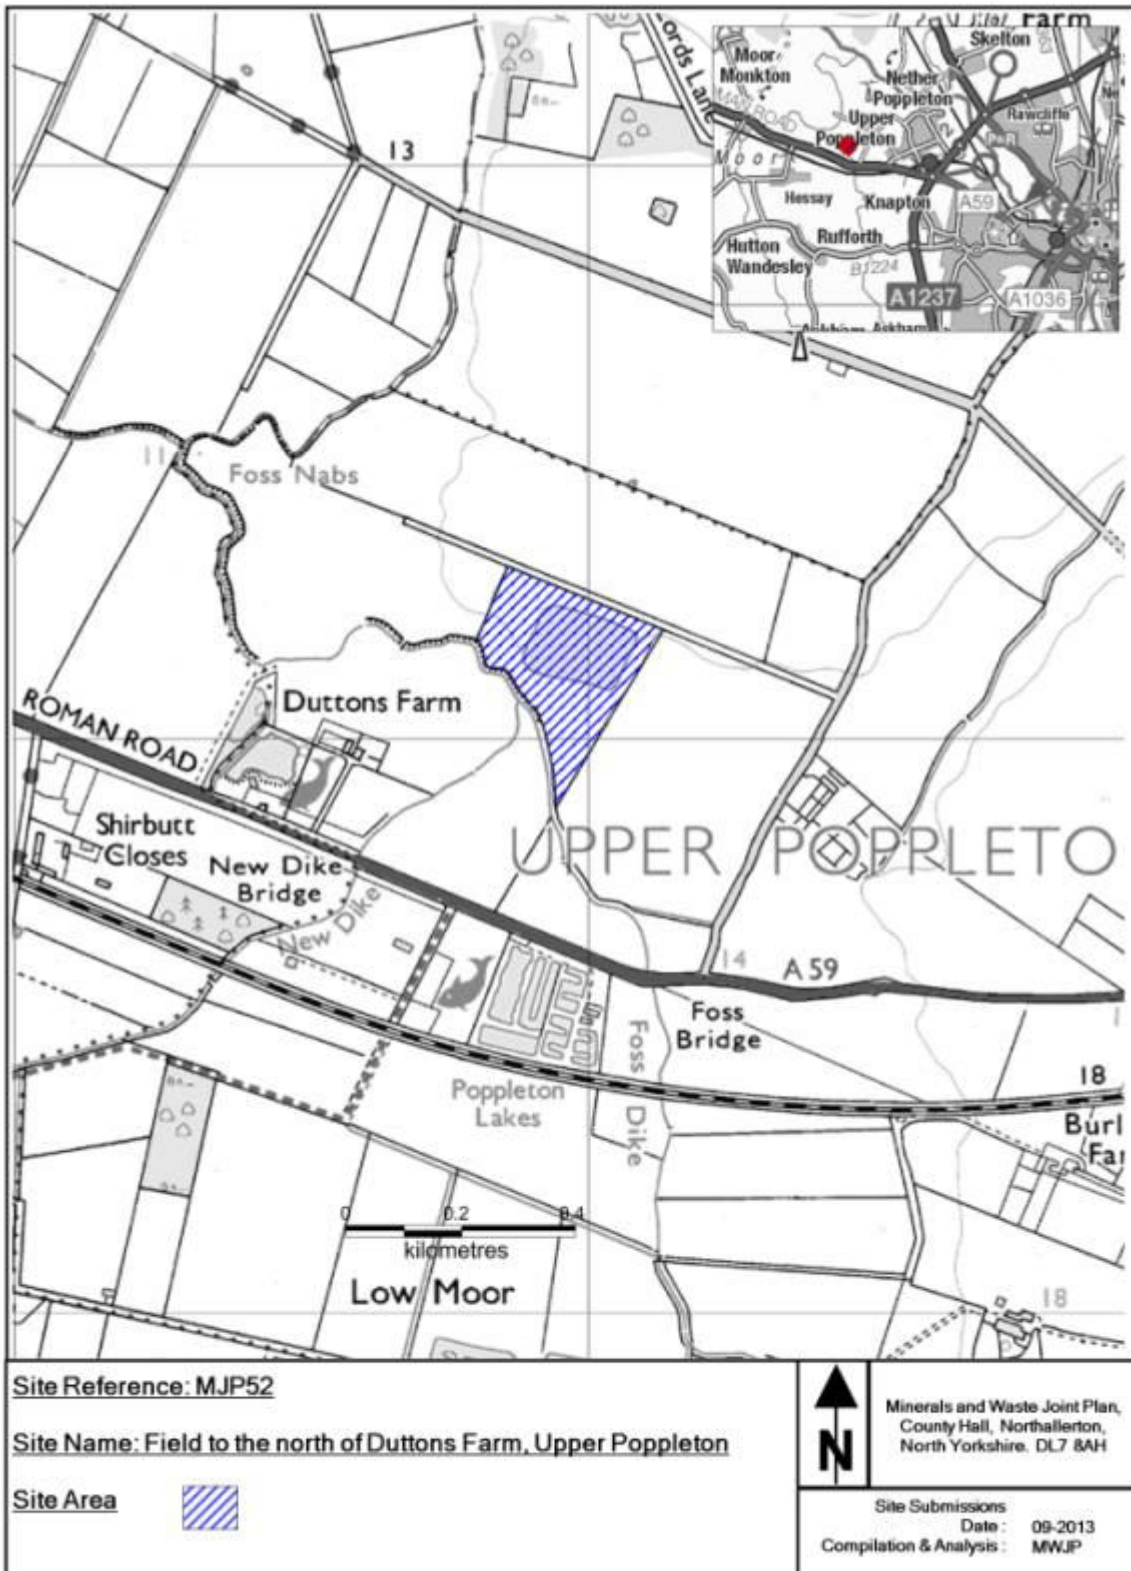 Farm
ords Lane
Skelton
Moor
Monkton
Nether
Poppleton
Rawcliffe
Upper
Poppleton
Moor
Hessay
Knapton
A59
Rufforth
Hutton
Wandesley
B1224
A1237
A1036
Askham
13
11
Foss Nabs
ROMAN ROAD
Duttons Farm
Shirbutt
Closes
New Dike
Bridge
New Dike
UPPER POPPLETO
14
A 59
Foss
Bridge
Foss Dike
Poppleton
Lakes
18
Burl
Far
0 0.2 0.4
kilometres
Low Moor
18
Site Reference: MJP52
Site Name: Field to the north of Duttons Farm, Upper Poppleton
Site Area
N
Minerals and Waste Joint Plan,
County Hall, Northallerton,
North Yorkshire. DL7 8AH
Site Submissions
Date : 09-2013
Compilation & Analysis : MWJP